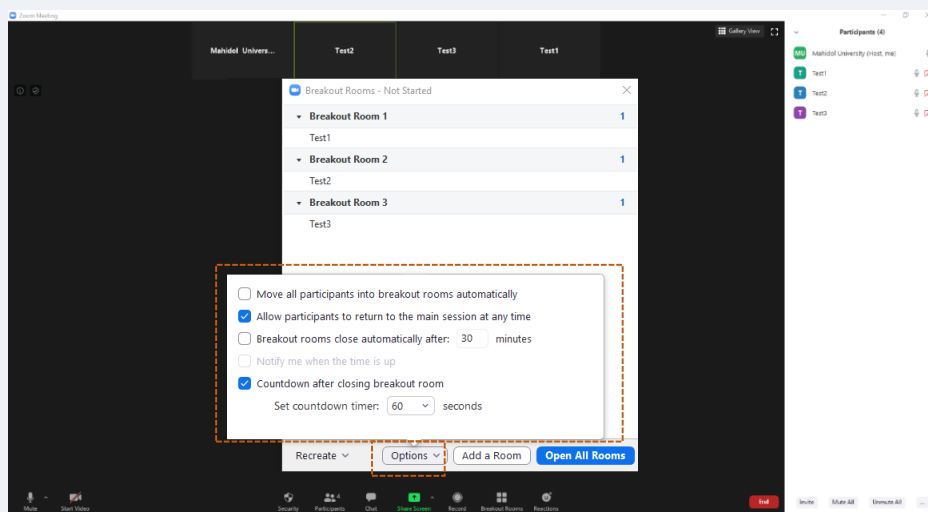 Zoom Meeting
Gallery View
Mahidol Univers...
Test2
Test3
Test1
Participants (4)
MU Mahidol University (Host, me)
T Test1
T Test2
T Test3
Breakout Rooms - Not Started
Breakout Room 1 1
Test1
Breakout Room 2 1
Test2
Breakout Room 3 1
Test3
Move all participants into breakout rooms automatically
Allow participants to return to the main session at any time
Breakout rooms close automatically after: 30 minutes
Notify me when the time is up
Countdown after closing breakout room
Set countdown timer: 60 seconds
Recreate Options Add a Room Open All Rooms
Mute Start Video Security Participants 4 Chat Share Screen Record Breakout Rooms Reactions End
Invite Mute All Unmute All ...